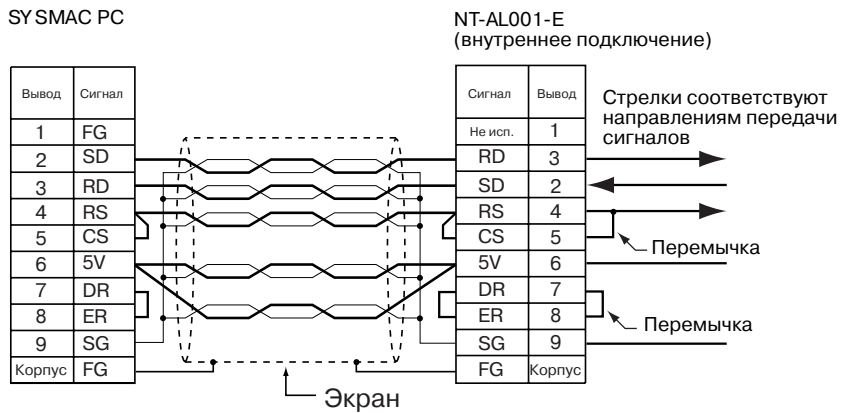 SYSMAC PC
NT-AL001-E
(внутреннее подключение)
Вывод Сигнал
1 FG
2 SD
3 RD
4 RS
5 CS
6 5V
7 DR
8 ER
9 SG
Корпус FG
Экран
Сигнал Вывод
Не исп. 1
RD 3
SD 2
RS 4
CS 5
5V 6
DR 7
ER 8
SG 9
FG Корпус
Стрелки соответствуют
направлениям передачи
сигналов
Перемычка
Перемычка